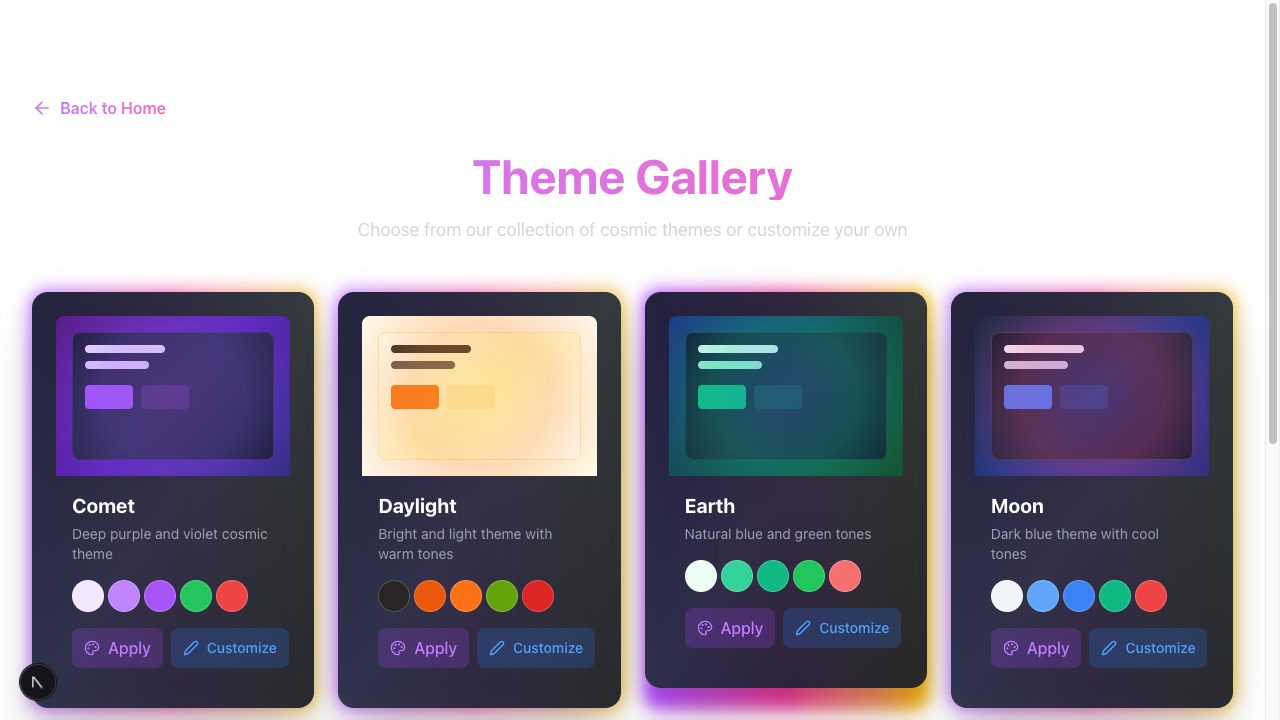 Back to Home
Theme Gallery
Choose from our collection of cosmic themes or customize your own
Comet
Deep purple and violet cosmic
theme
Apply
Customize
Daylight
Bright and light theme with
warm tones
Apply
Customize
Earth
Natural blue and green tones
Apply
Customize
Moon
Dark blue theme with cool
tones
Apply
Customize